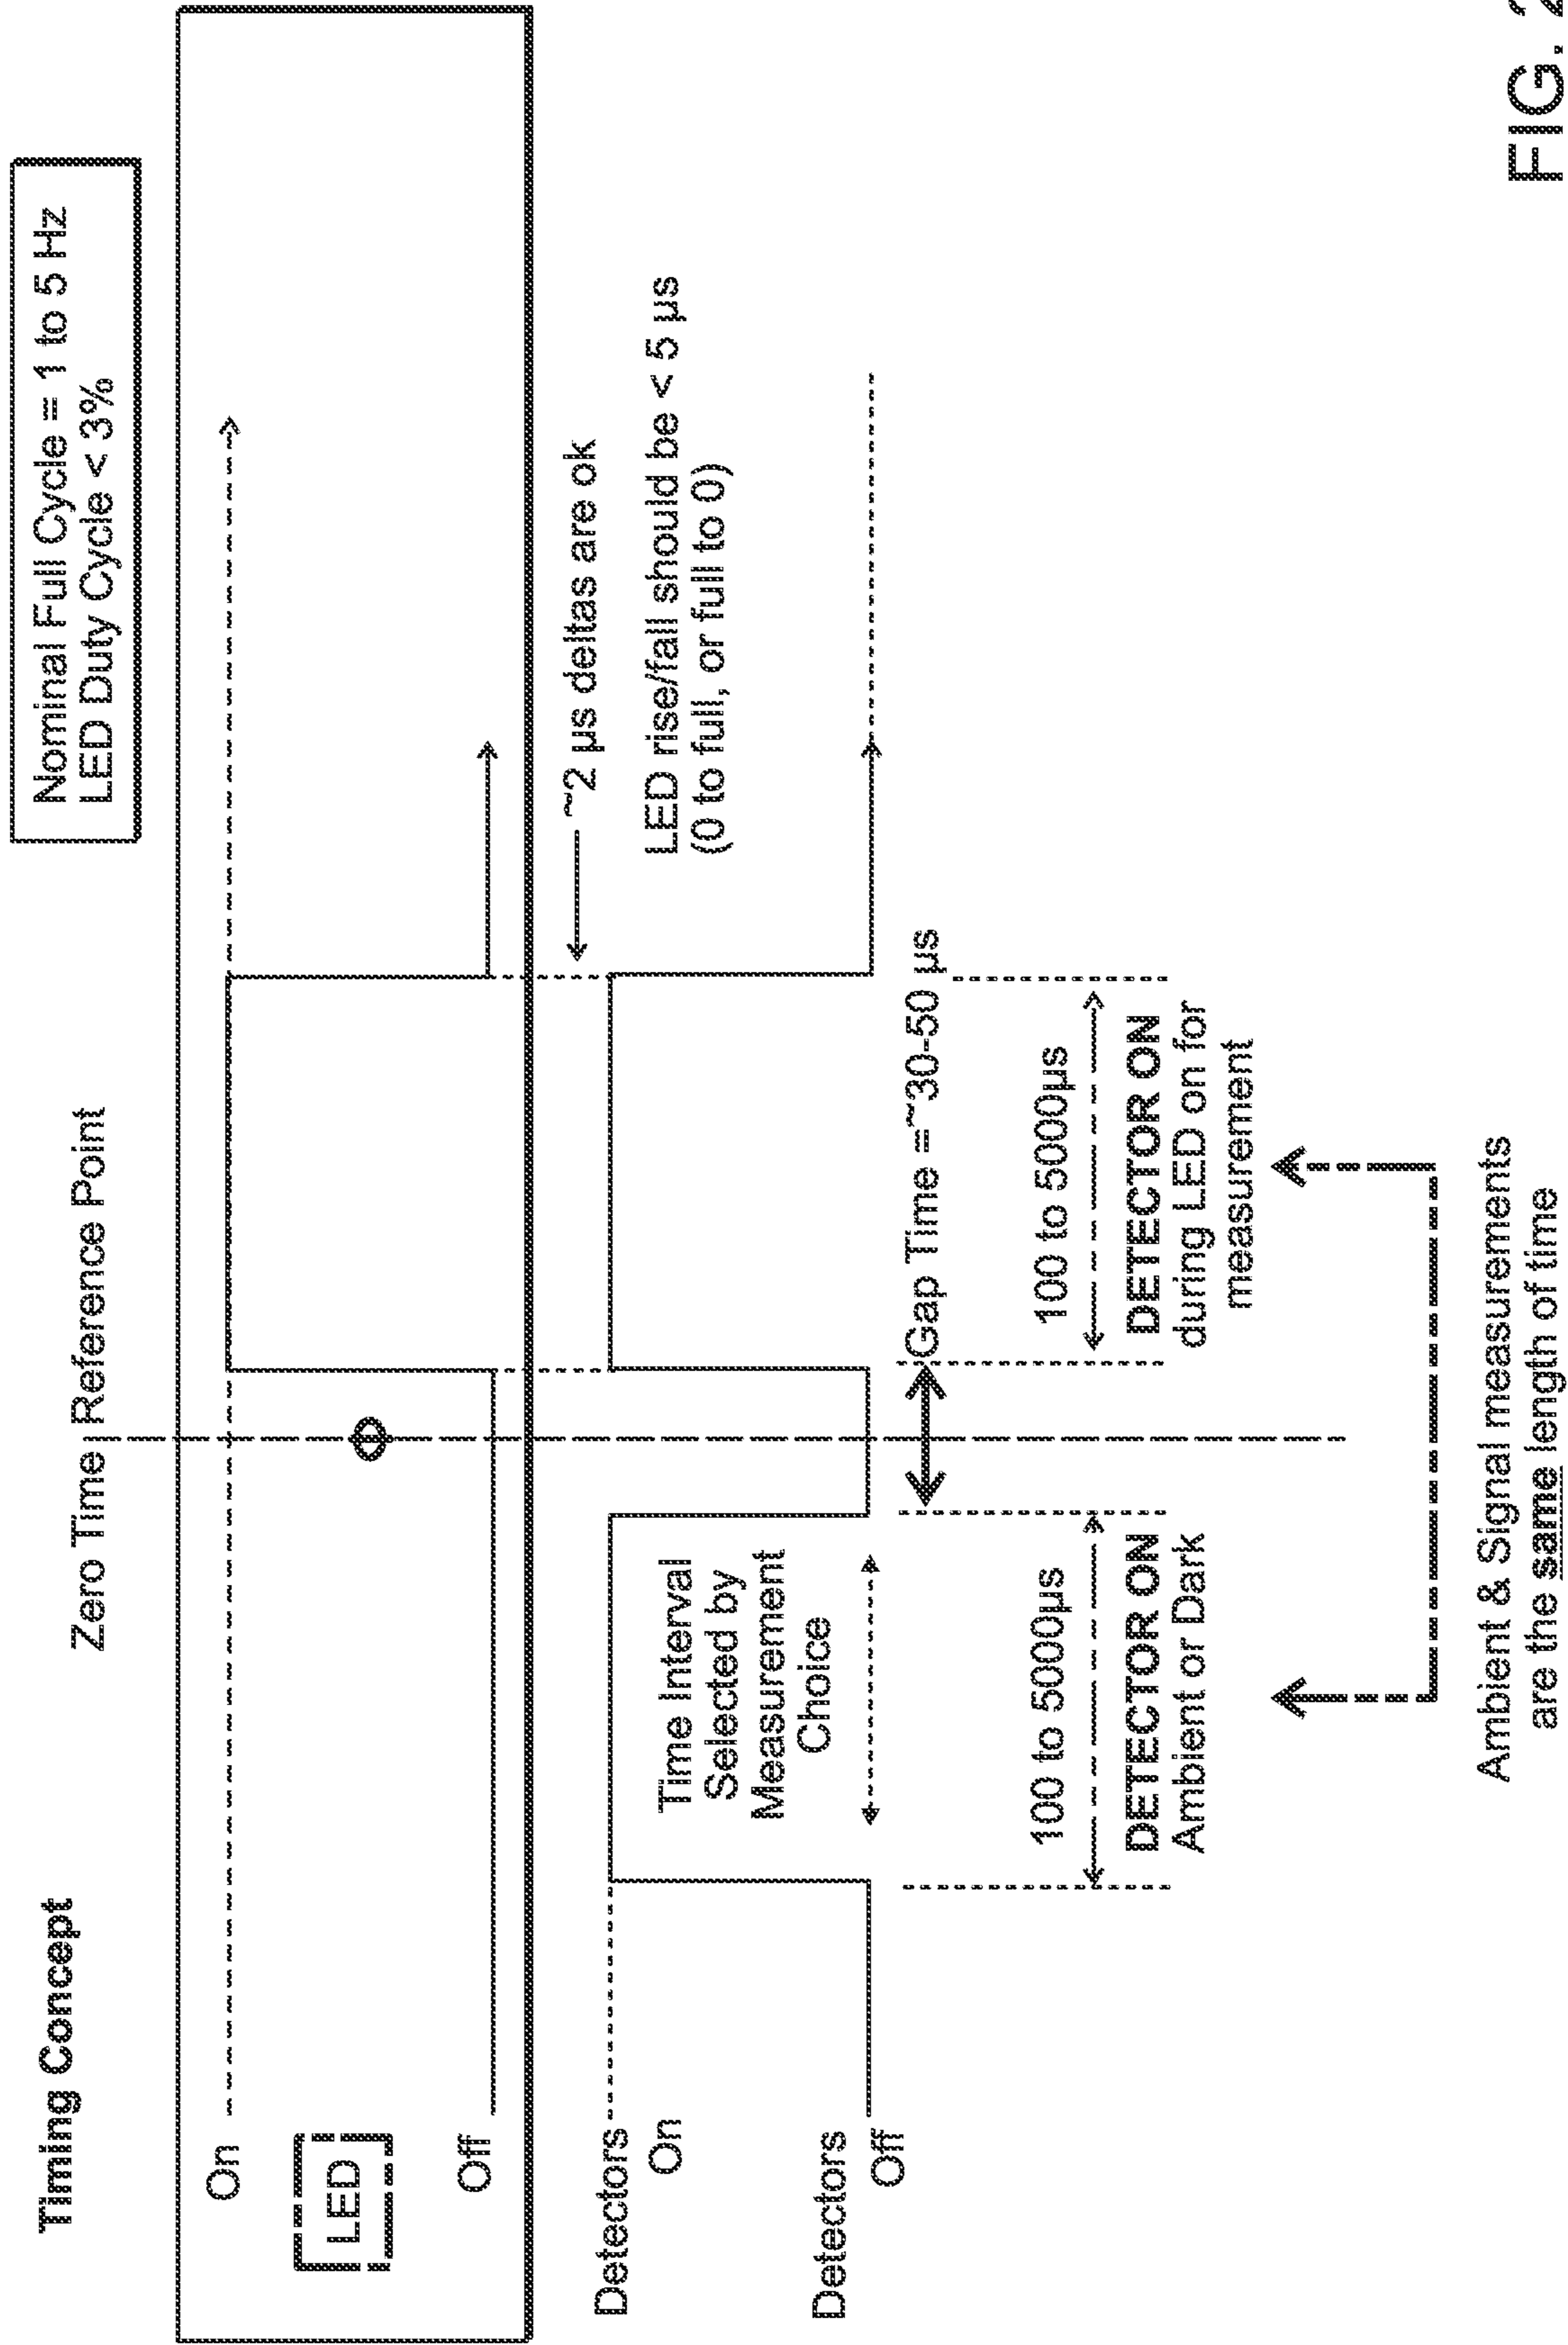 Timing Concept
Nominal Full Cycle = 1 to 5 Hz
LED Duty Cycle < 3%
Zero Time Reference Point
On
LED
Off
Φ
~2 µs deltas are ok
LED rise/fall should be < 5 µs
(0 to full, or full to 0)
Detectors
On
Time Interval
Selected by
Measurement
Choice
Detectors
Off
Gap Time =~30-50 µs
100 to 5000µs
DETECTOR ON
Ambient or Dark
100 to 5000µs
DETECTOR ON
during LED on for
measurement
Ambient & Signal measurements
are the same length of time
FIG.